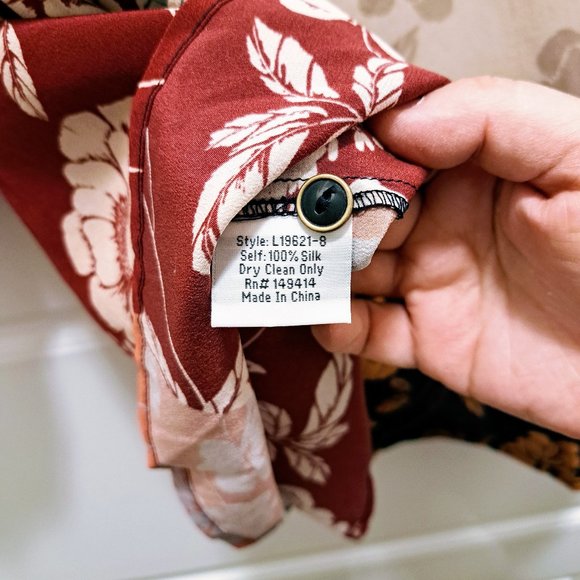 Style: L19621-8
Self: 100% Silk
Dry Clean Only
Rn# 149414
Made In China